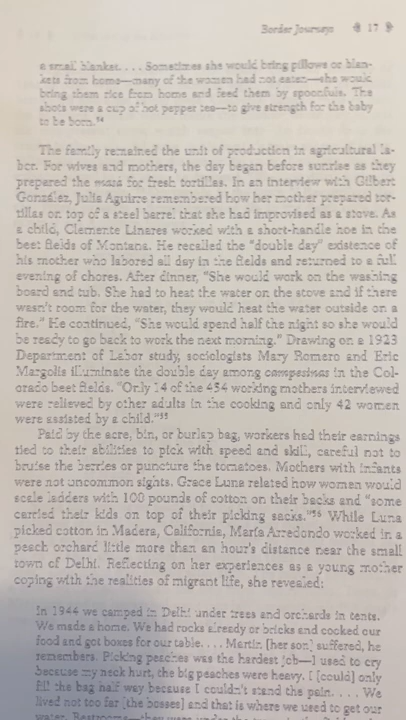 Border Journeys 17
a small blanket. . . . Sometimes she would bring pillows or blan-
kets from home—many of the women had not eaten—she would
bring them rice from home and feed them by spoonfuls. The
shots were a cup of hot pepper tea—to give strength for the baby
to be born.54
The family remained the unit of production in agricultural la-
bor. For wives and mothers, the day began before sunrise as they
prepared the masa for fresh tortillas. In an interview with Gilbert
González, Julia Aguirre remembered how her mother prepared tor-
tillas on top of a steel barrel that she had improvised as a stove. As
a child, Clemente Linares worked with a short-handle hoe in the
beet fields of Montana. He recalled the "double day" existence of
his mother who labored all day in the fields and returned to a full
evening of chores. After dinner, "She would work on the washing
board and tub. She had to heat the water on the stove and if there
wasn't room for the water, they would heat the water outside on a
fire." He continued, "She would spend half the night so she would
be ready to go back to work the next morning." Drawing on a 1923
Department of Labor study, sociologists Mary Romero and Eric
Margolis illuminate the double day among campesinas in the Col-
orado beet fields. "Only 14 of the 454 working mothers interviewed
were relieved by other adults in the cooking and only 42 women
were assisted by a child."55
Paid by the acre, bin, or burlap bag, workers had their earnings
tied to their abilities to pick with speed and skill, careful not to
bruise the berries or puncture the tomatoes. Mothers with infants
were not uncommon sights. Grace Luna related how women would
scale ladders with 100 pounds of cotton on their backs and "some
carried their kids on top of their picking sacks."56 While Luna
picked cotton in Madera, California, María Arredondo worked in a
peach orchard little more than an hour's distance near the small
town of Delhi. Reflecting on her experiences as a young mother
coping with the realities of migrant life, she revealed:
In 1944 we camped in Delhi under trees and orchards in tents.
We made a home. We had rocks already or bricks and cooked our
food and got boxes for our table. . . . Martin [her son] suffered, he
remembers. Picking peaches was the hardest job—I used to cry
because my neck hurt, the big peaches were heavy. I [could] only
fill the bag half way because I couldn't stand the pain. . . . We
lived not too far [the bosses] and that is where we used to get our
water. Restrooms—they were under the